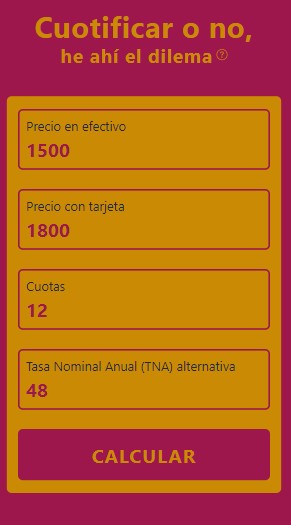 Cuotificar o no,
he ahí el dilema ?
Precio en efectivo
1500
Precio con tarjeta
1800
Cuotas
12
Tasa Nominal Anual (TNA) alternativa
48
CALCULAR